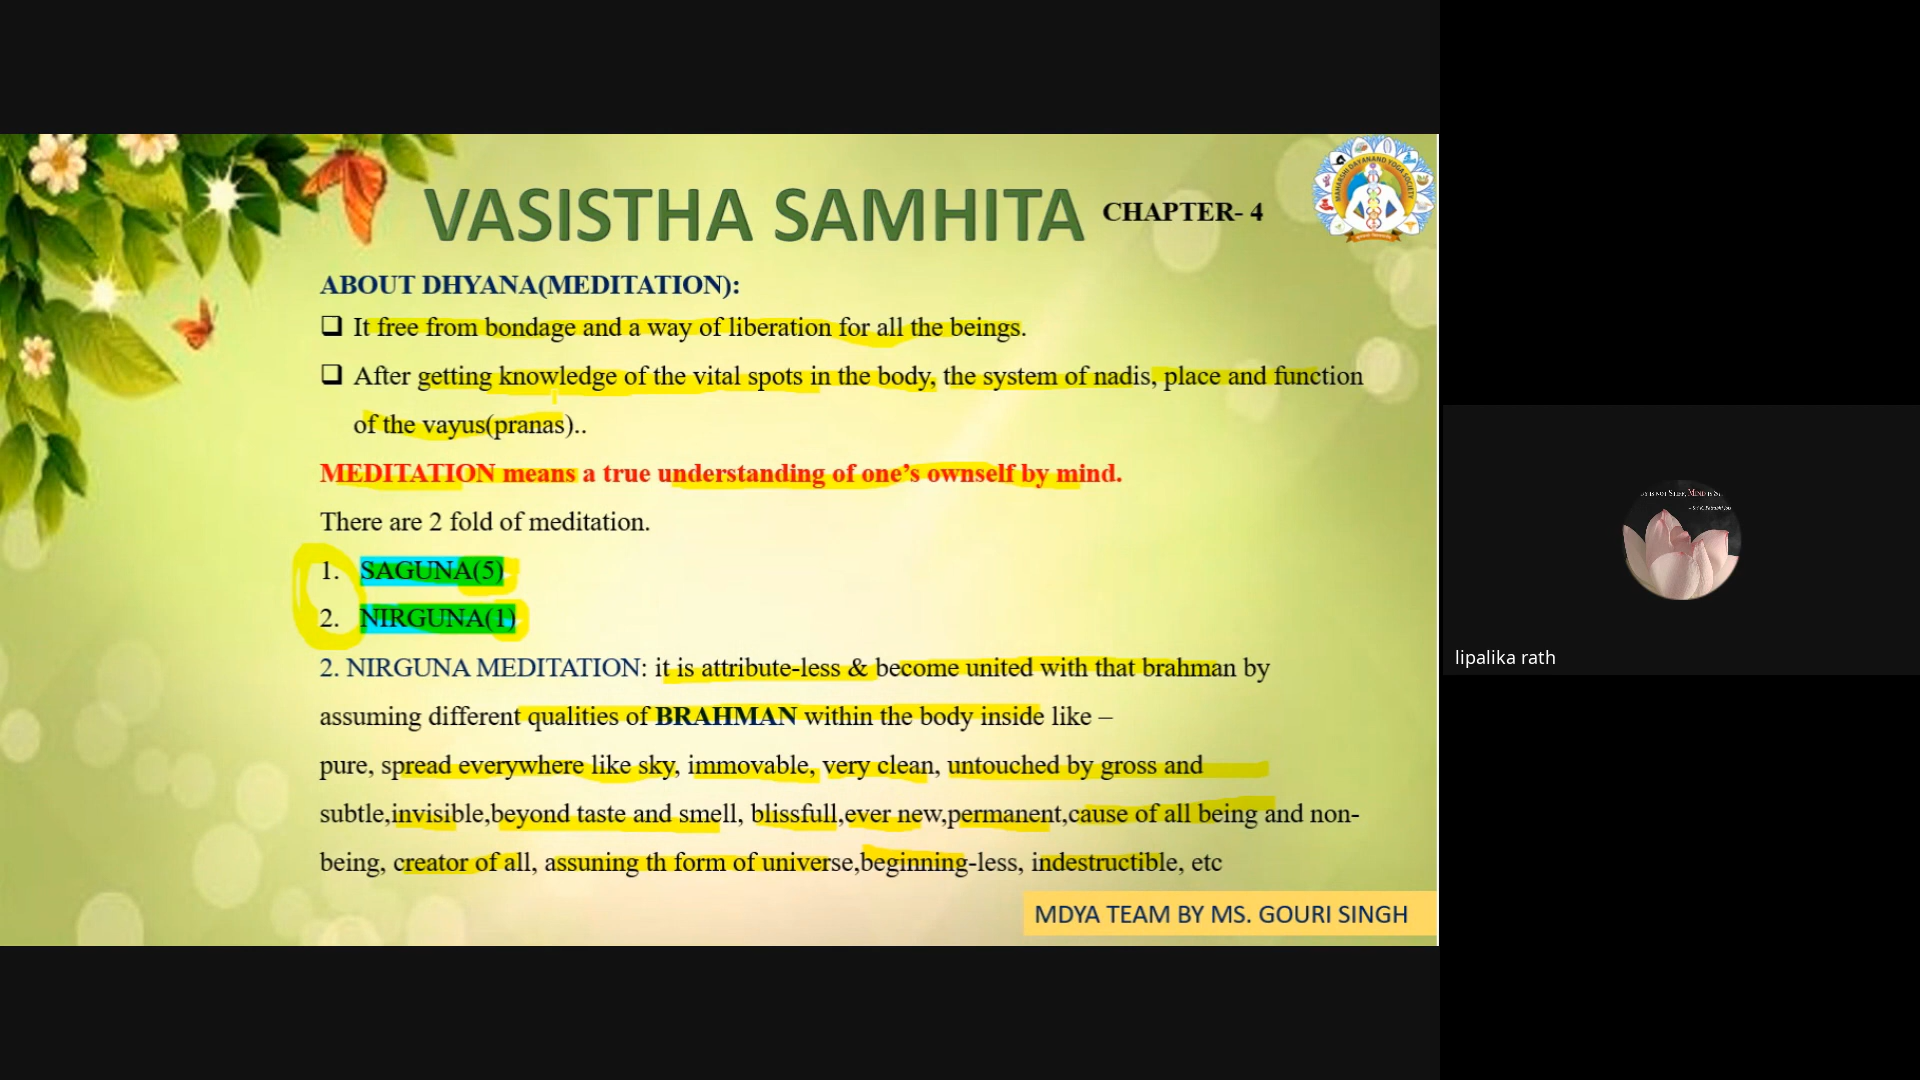 VASISTHA SAMHITA CHAPTER- 4
MAHARSHI DAYANAND YOGA SOCIETY
ABOUT DHYANA(MEDITATION):
❑ It free from bondage and a way of liberation for all the beings.
❑ After getting knowledge of the vital spots in the body, the system of nadis, place and function
of the vayus(pranas)..
MEDITATION means a true understanding of one’s ownself by mind.
There are 2 fold of meditation.
1. SAGUNA(5)
2. NIRGUNA(1)
2. NIRGUNA MEDITATION: it is attribute-less & become united with that brahman by
assuming different qualities of BRAHMAN within the body inside like –
pure, spread everywhere like sky, immovable, very clean, untouched by gross and
subtle,invisible,beyond taste and smell, blissfull,ever new,permanent,cause of all being and non-
being, creator of all, assuning th form of universe,beginning-less, indestructible, etc
MDYA TEAM BY MS. GOURI SINGH
lipalika rath